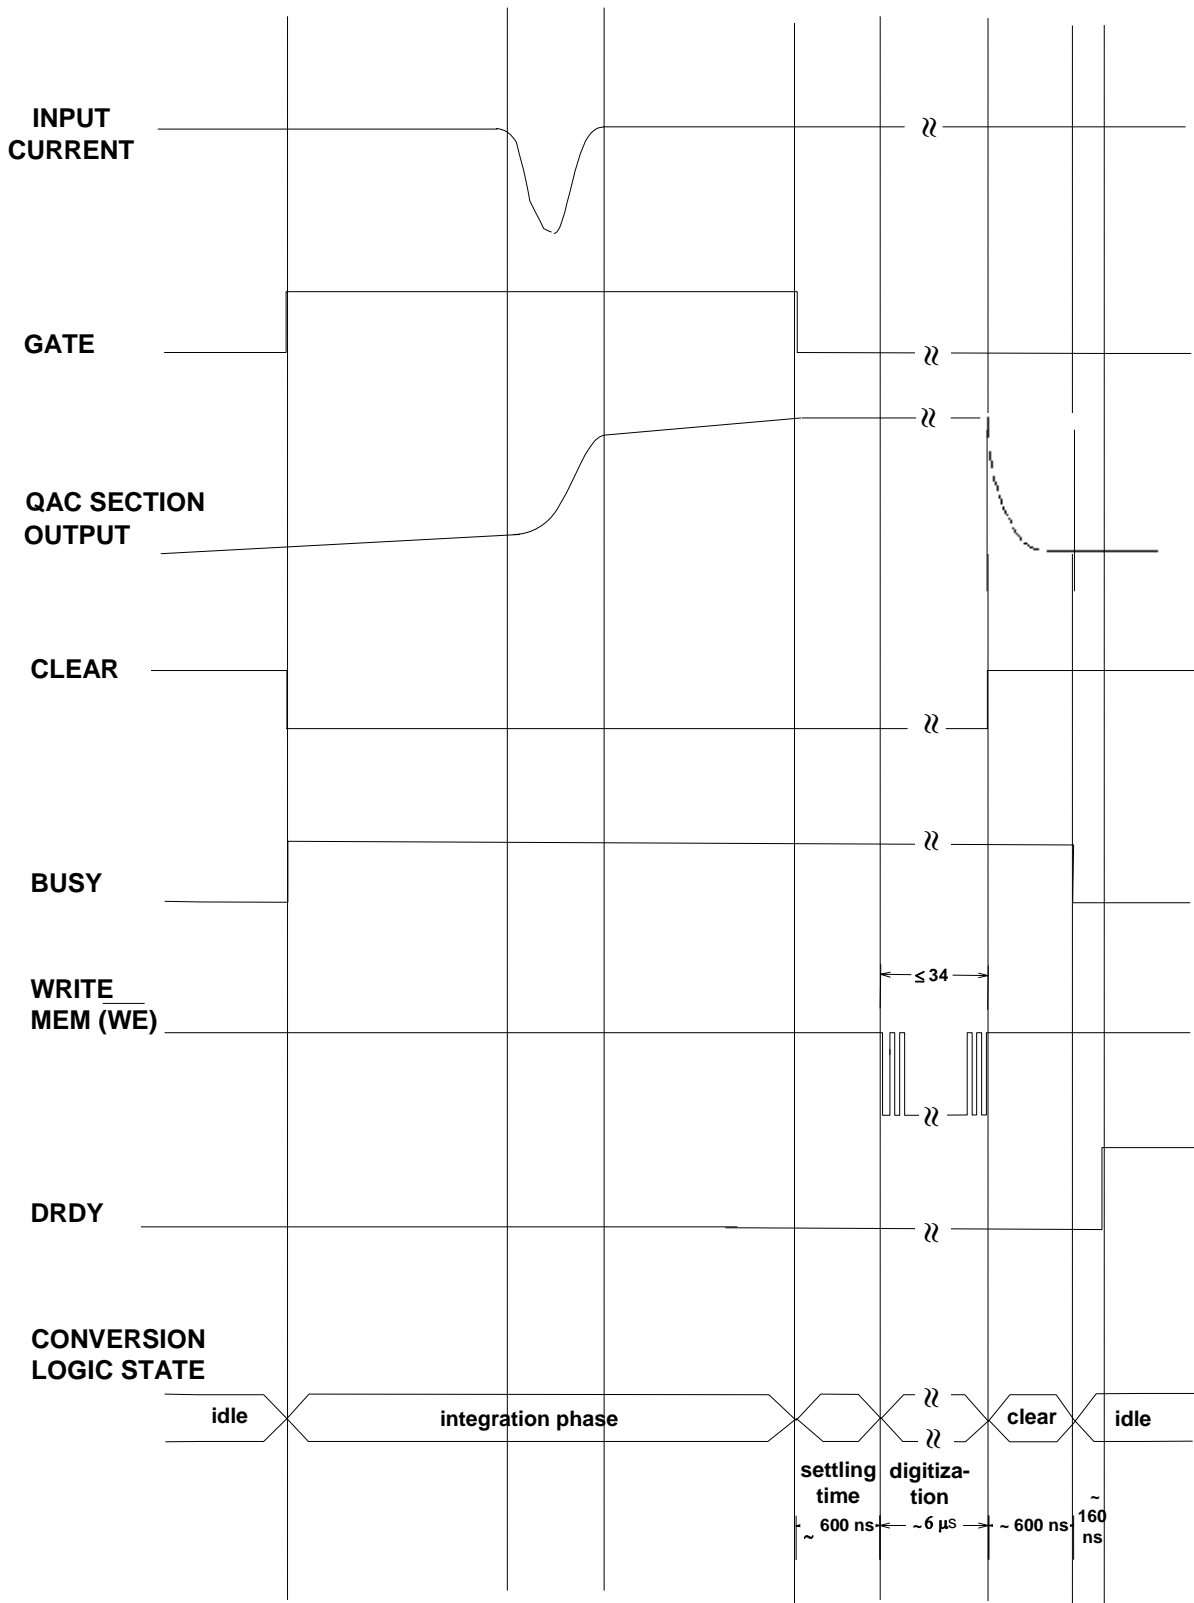 INPUT
CURRENT
GATE
QAC SECTION
OUTPUT
CLEAR
BUSY
≤ 34
WRITE
MEM (W̅E̅)
DRDY
CONVERSION
LOGIC STATE
idle
integration phase
clear
idle
settling
time
digitiza-
tion
~ 600 ns
~ 6 µs
~ 600 ns
~
160
ns